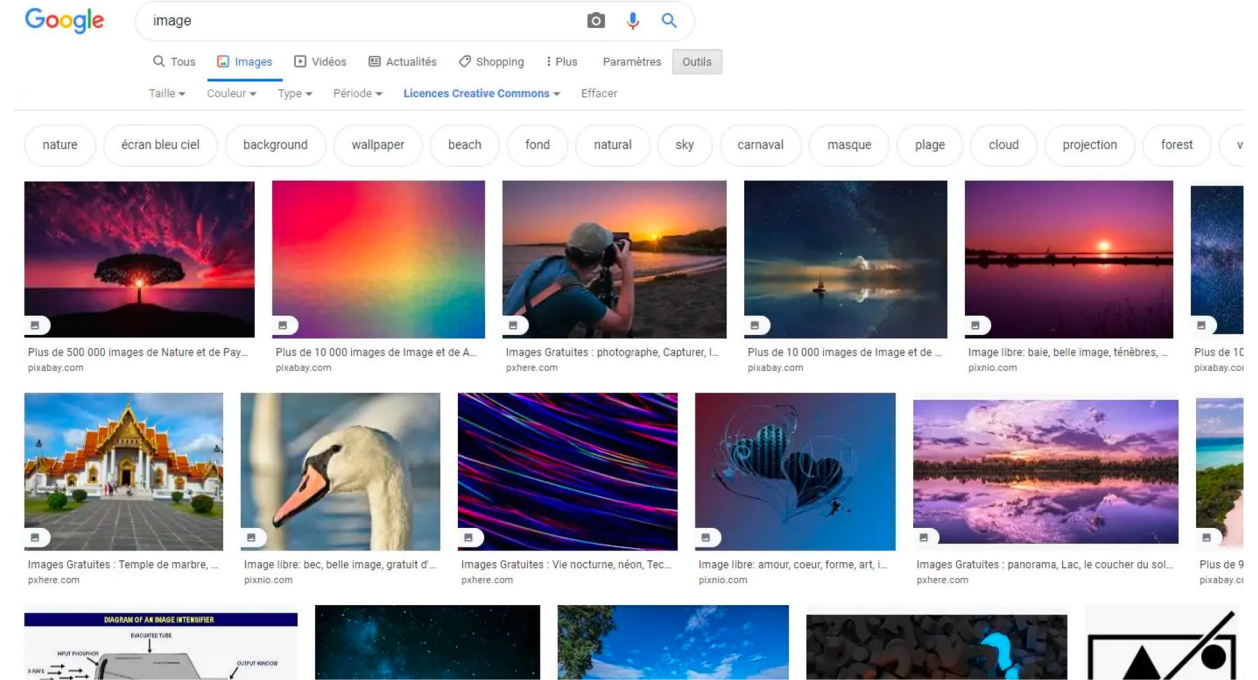 Google
image
Tous Images Vidéos Actualités Shopping Plus Paramètres Outils
Taille Couleur Type Période Licences Creative Commons Effacer
nature écran bleu ciel background wallpaper beach fond natural sky carnaval masque plage cloud projection forest v
Plus de 500 000 images de Nature et de Pay... Plus de 10 000 images de Image et de A... Images Gratuites : photographe, Capturer, l... Plus de 10 000 images de Image et de ... Image libre: baie, belle image, ténèbres, ... Plus de 10
pixabay.com pixabay.com pxhere.com pixabay.com pixnio.com pixabay.co
Images Gratuites : Temple de marbre, ... Image libre: bec, belle image, gratuit d'... Images Gratuites : Vie nocturne, néon, Tec... Image libre: amour, coeur, forme, art, i... Images Gratuites : panorama, Lac, le coucher du sol... Plus de 9
pxhere.com pixnio.com pxhere.com pixnio.com pxhere.com pixabay.co
DIAGRAM OF AN IMAGE INTENSIFIER
EVACUATED TUBE
INPUT PHOSPHOR
X-RAYS
OUTPUT WINDOW